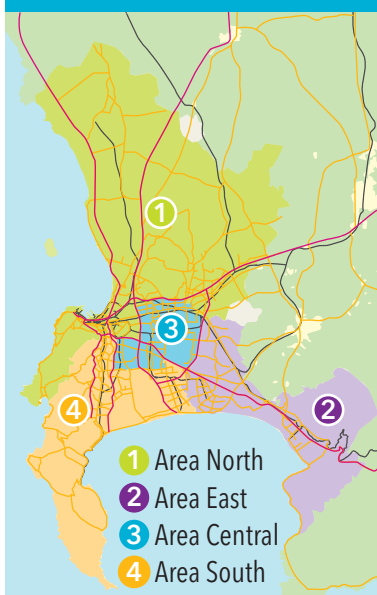 1
3
2
4
1 Area North
2 Area East
3 Area Central
4 Area South